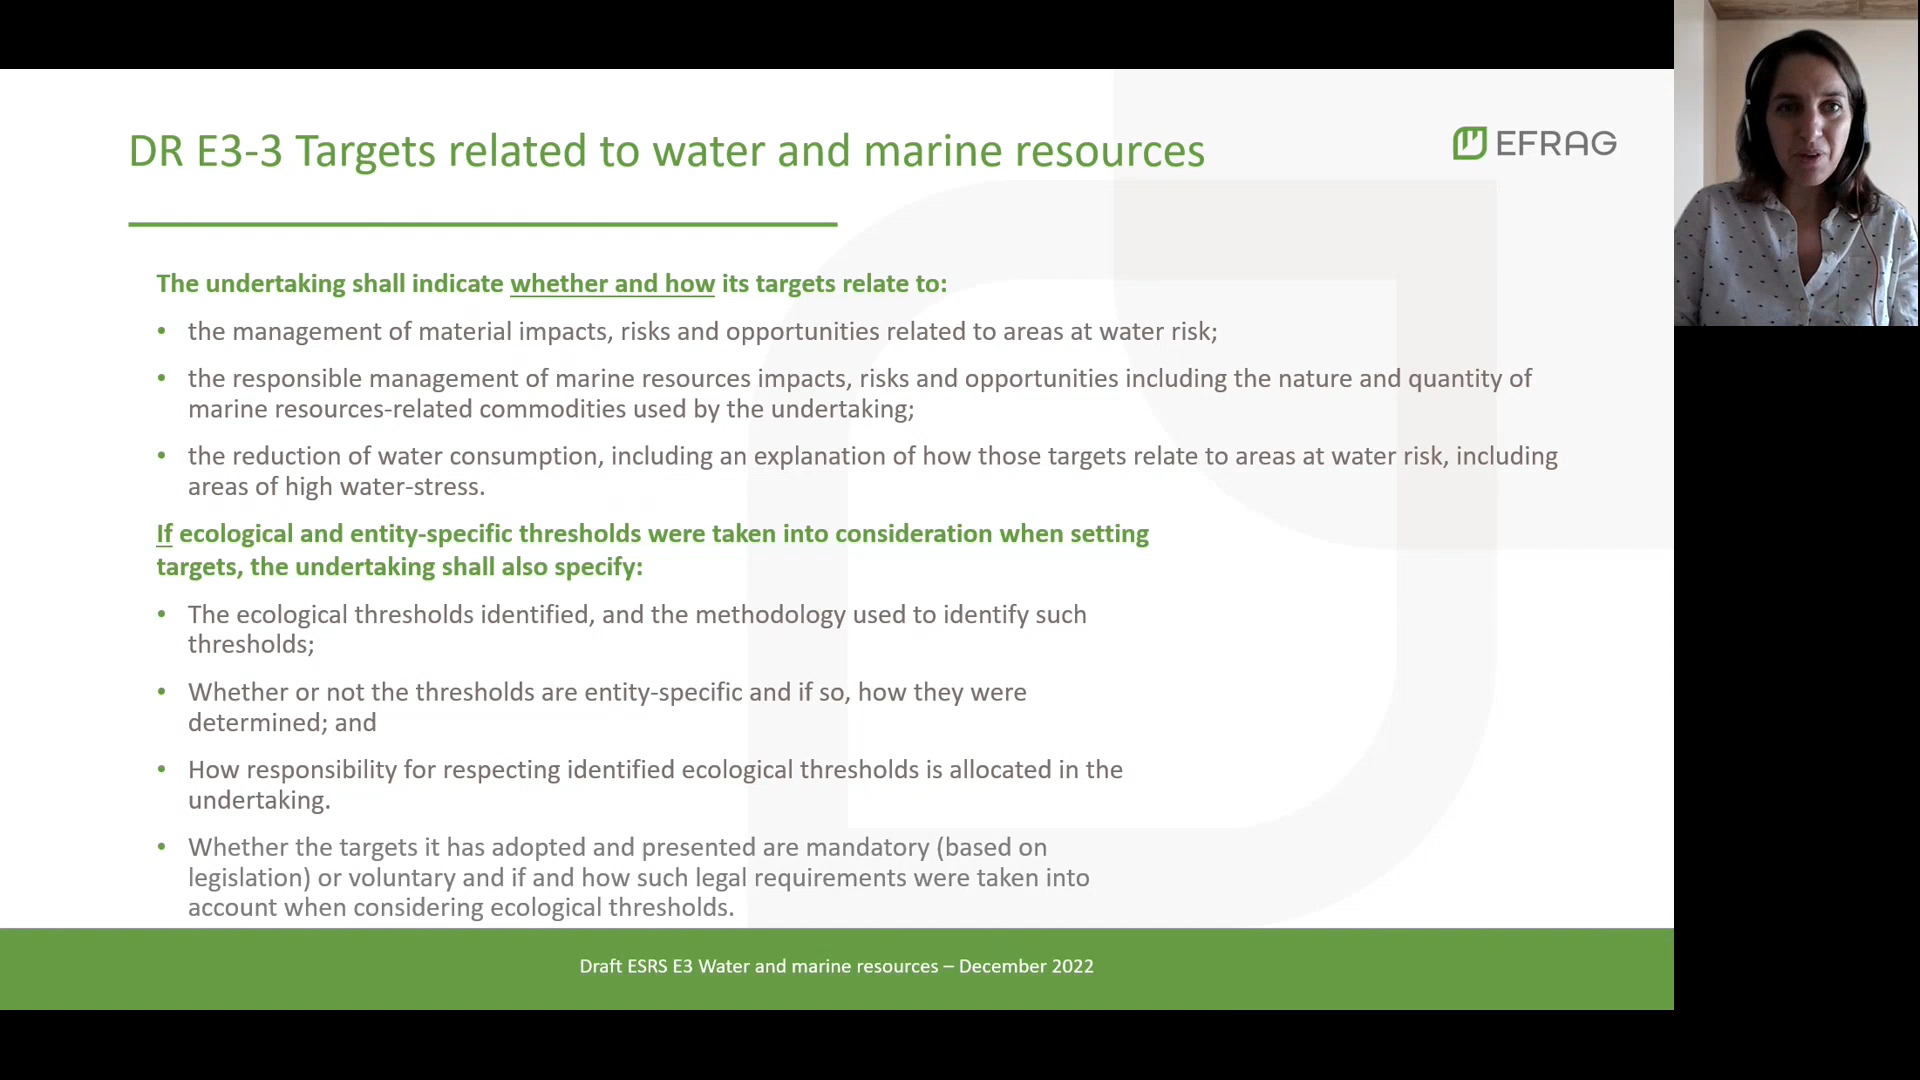 DR E3-3 Targets related to water and marine resources
EFRAG
The undertaking shall indicate whether and how its targets relate to:
• the management of material impacts, risks and opportunities related to areas at water risk;
• the responsible management of marine resources impacts, risks and opportunities including the nature and quantity of
marine resources-related commodities used by the undertaking;
• the reduction of water consumption, including an explanation of how those targets relate to areas at water risk, including
areas of high water-stress.
If ecological and entity-specific thresholds were taken into consideration when setting
targets, the undertaking shall also specify:
• The ecological thresholds identified, and the methodology used to identify such
thresholds;
• Whether or not the thresholds are entity-specific and if so, how they were
determined; and
• How responsibility for respecting identified ecological thresholds is allocated in the
undertaking.
• Whether the targets it has adopted and presented are mandatory (based on
legislation) or voluntary and if and how such legal requirements were taken into
account when considering ecological thresholds.
Draft ESRS E3 Water and marine resources – December 2022